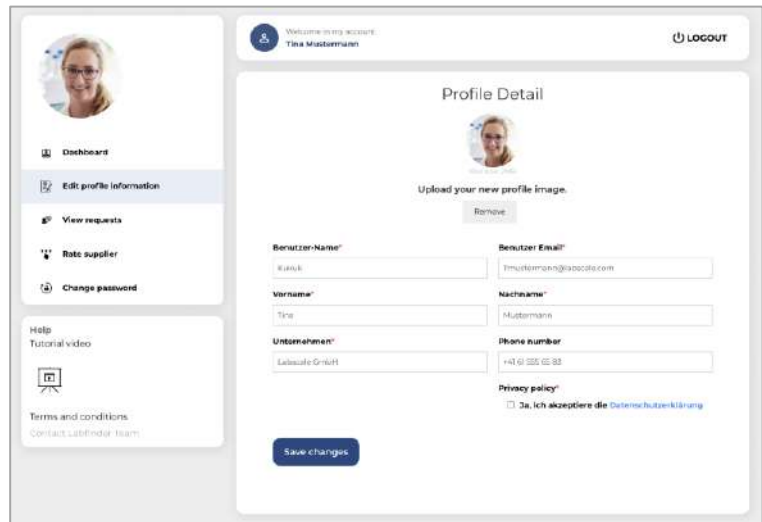 Dashboard
Edit profile information
View requests
Rate supplier
Change password
Help
Tutorial video
Terms and conditions
Contact Labfinder Team
Welcome in my account
Tina Mustermann
LOGOUT
Profile Detail
Upload your new profile image.
Remove
Benutzer-Name*
Benutzer Email*
Vorname*
Nachname*
Tina
Mustermann
Unternehmen*
Phone number
Labscale GmbH
+41 61 555 65 83
Privacy policy*
Ja, ich akzeptiere die Datenschutzerklärung
Save changes